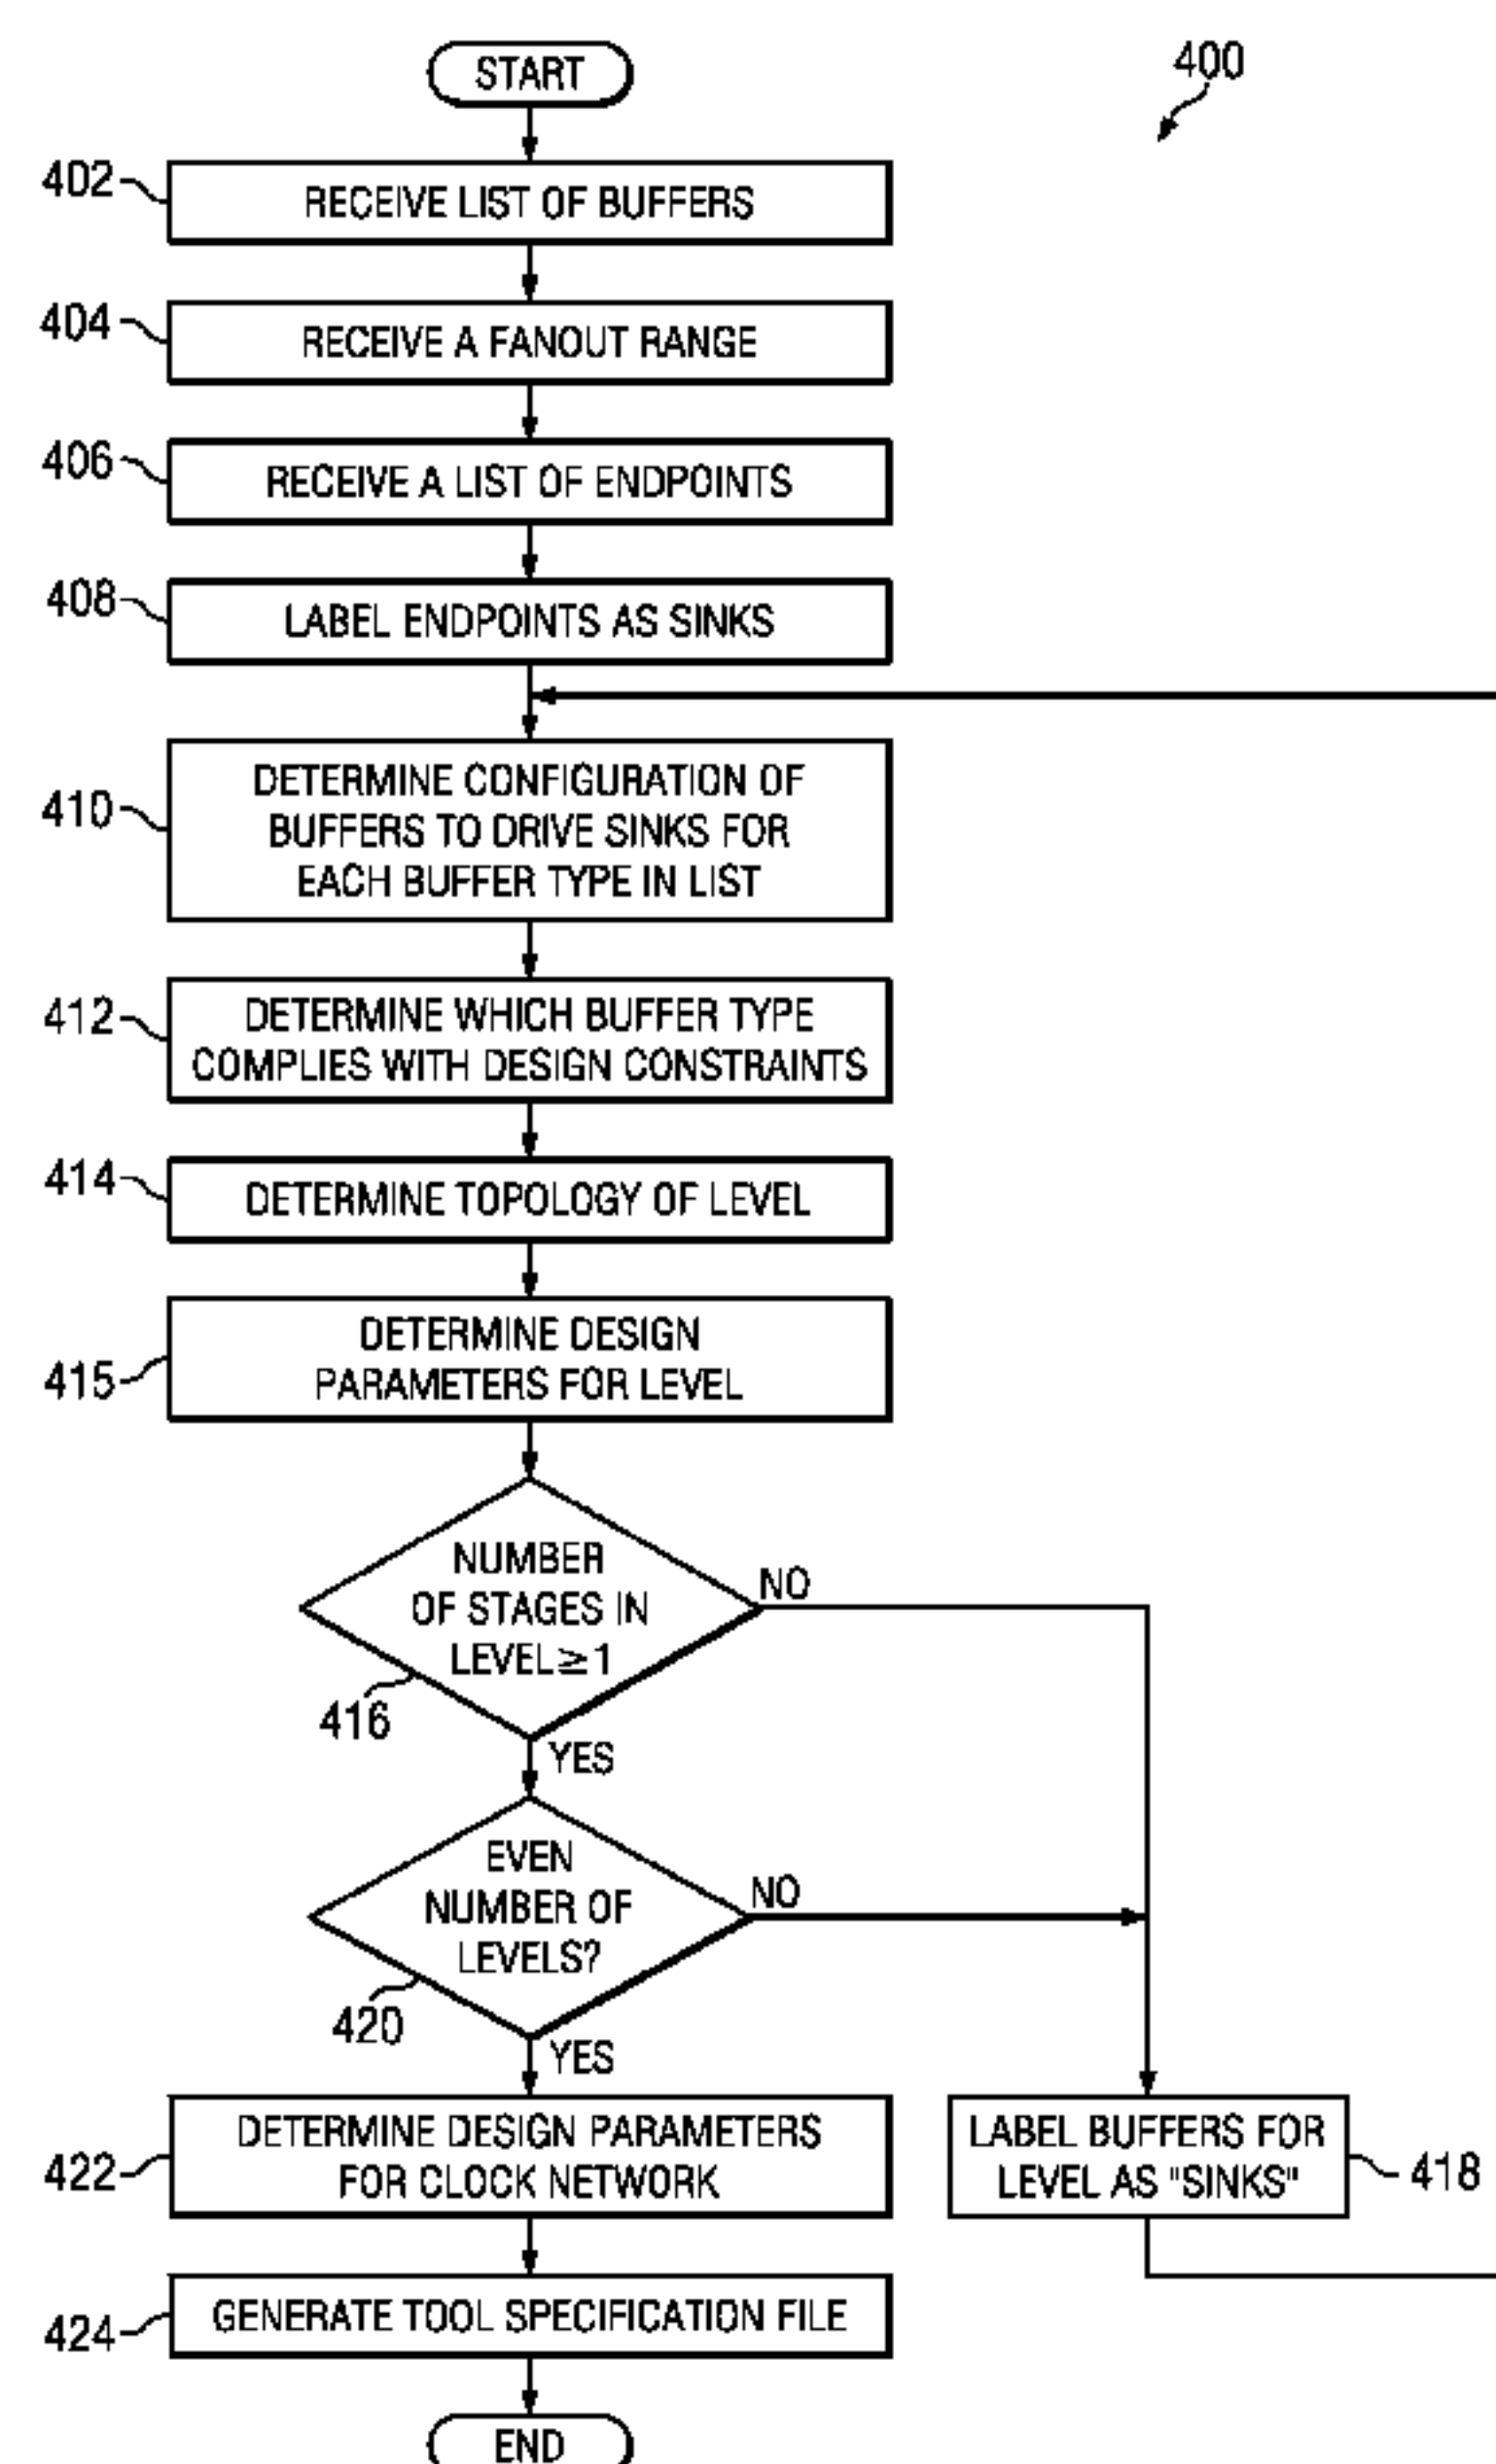 START
400
402
RECEIVE LIST OF BUFFERS
404
RECEIVE A FANOUT RANGE
406
RECEIVE A LIST OF ENDPOINTS
408
LABEL ENDPOINTS AS SINKS
410
DETERMINE CONFIGURATION OF
BUFFERS TO DRIVE SINKS FOR
EACH BUFFER TYPE IN LIST
412
DETERMINE WHICH BUFFER TYPE
COMPLIES WITH DESIGN CONSTRAINTS
414
DETERMINE TOPOLOGY OF LEVEL
415
DETERMINE DESIGN
PARAMETERS FOR LEVEL
NUMBER
OF STAGES IN
LEVEL≥1
NO
416
YES
EVEN
NUMBER OF
LEVELS?
NO
420
YES
422
DETERMINE DESIGN PARAMETERS
FOR CLOCK NETWORK
LABEL BUFFERS FOR
LEVEL AS "SINKS"
418
424
GENERATE TOOL SPECIFICATION FILE
END